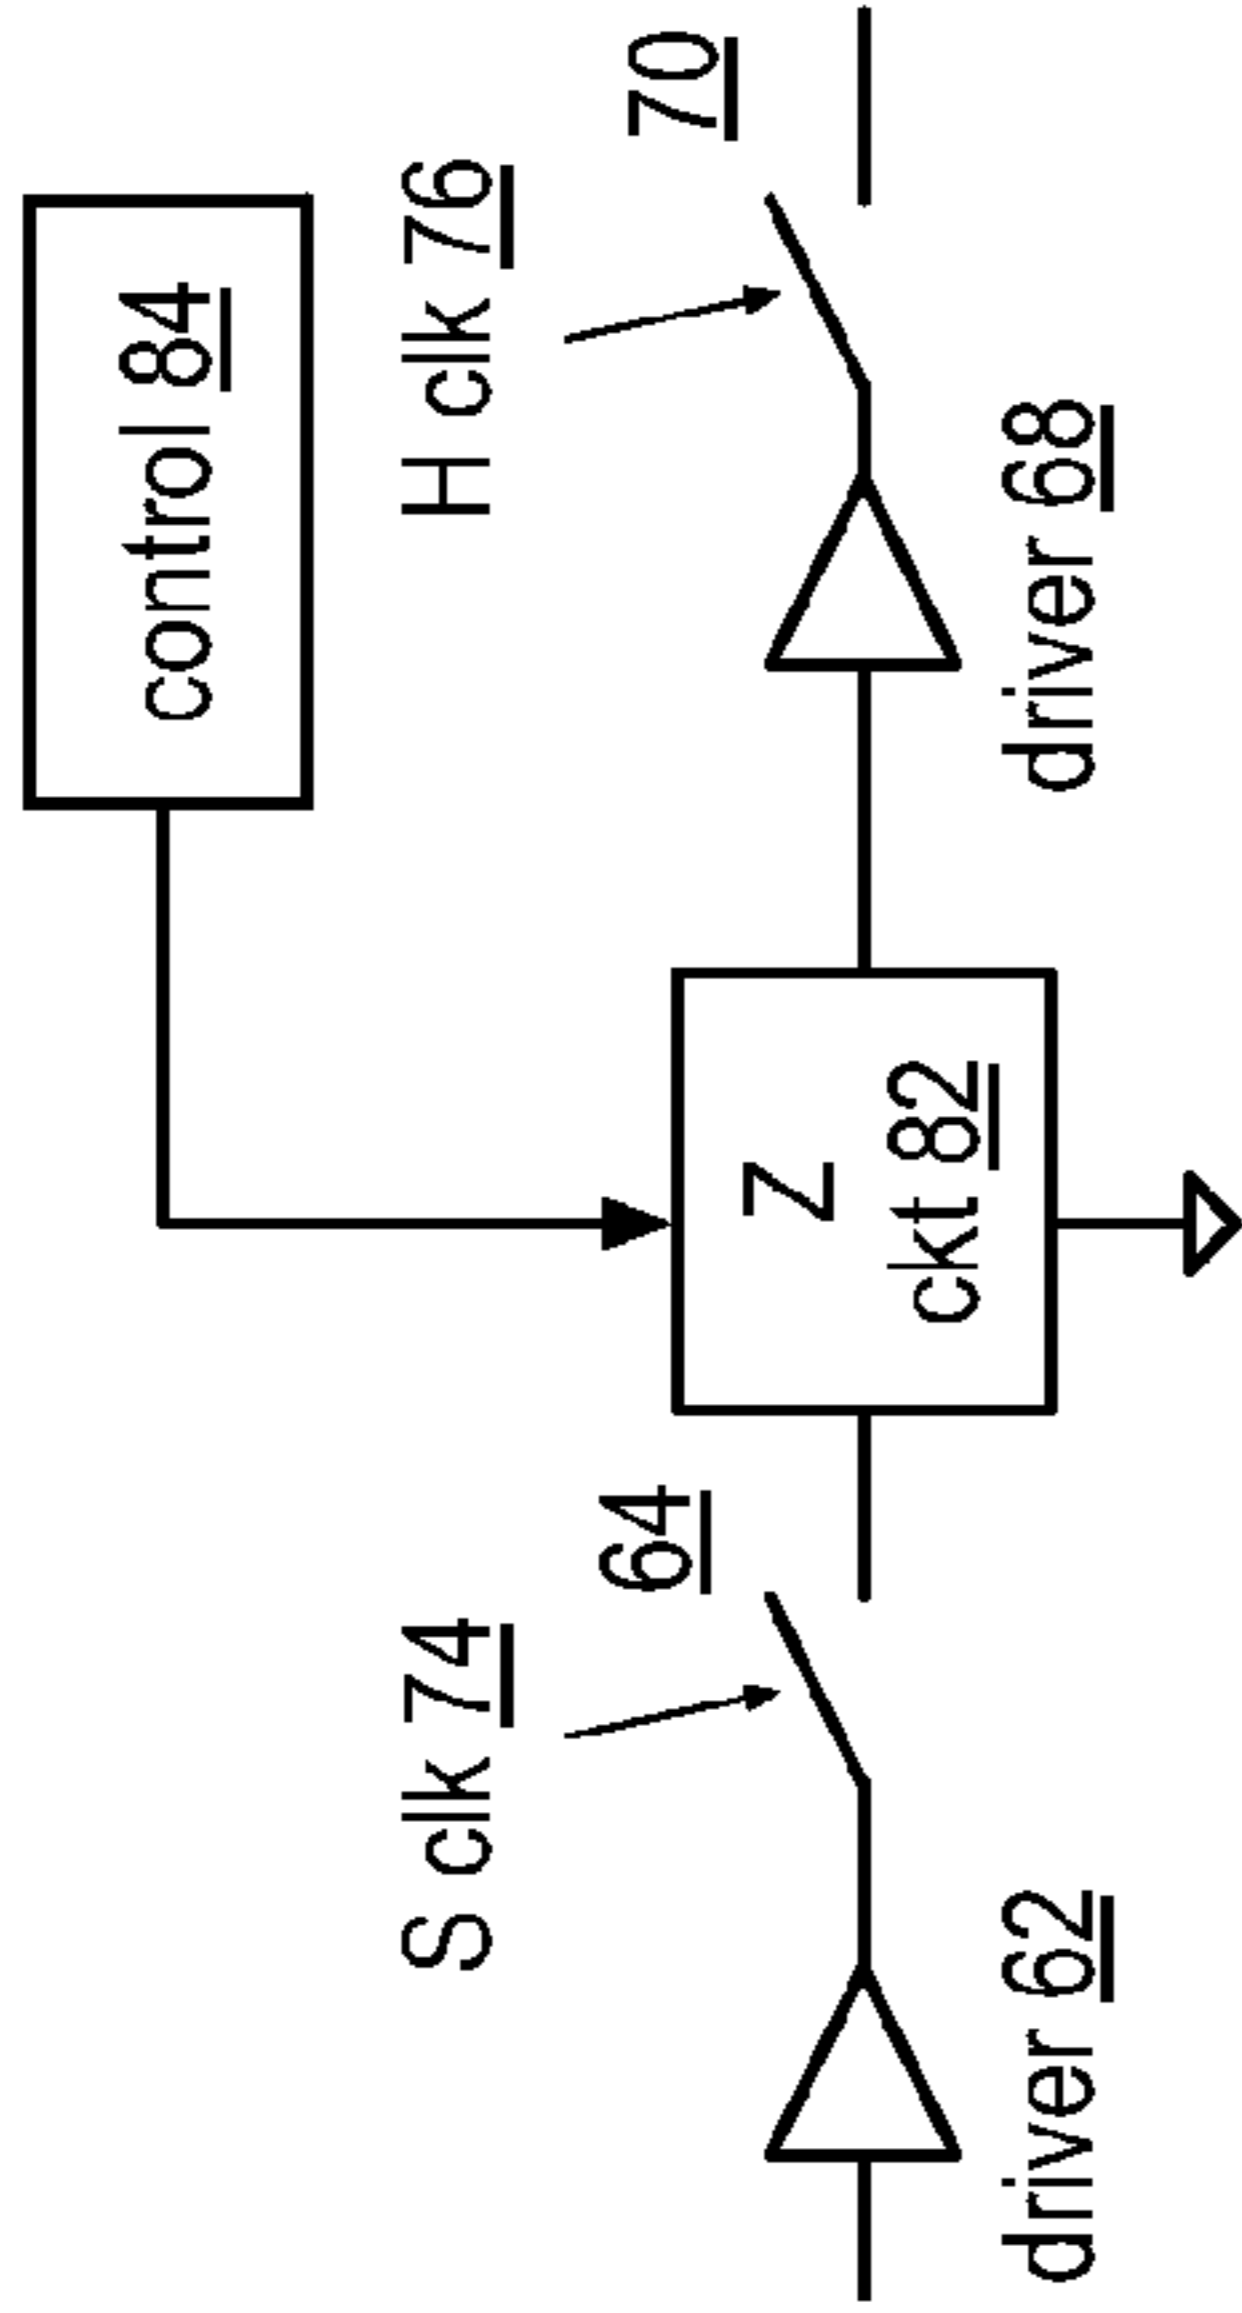 control 84
S clk 74
H clk 76
64
70
Z
ckt 82
driver 62
driver 68